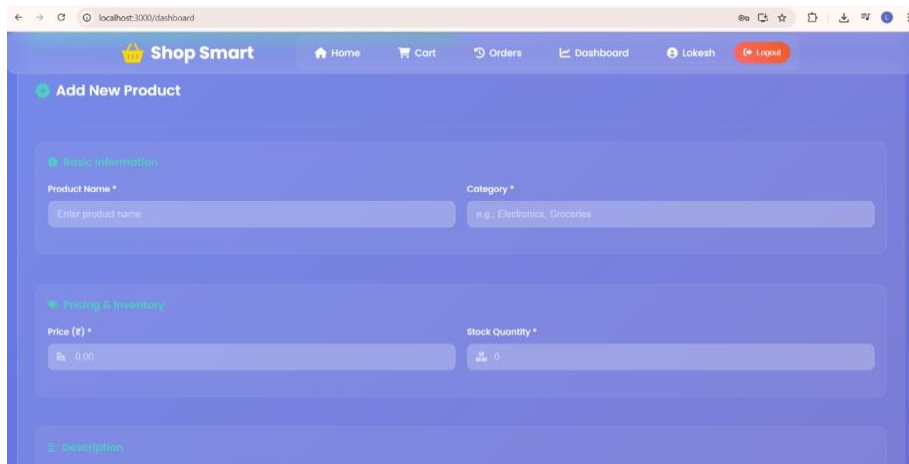 localhost:3000/dashboard
L
Shop Smart Home Cart Orders Dashboard Lokesh Logout
Add New Product
Basic Information
Product Name * Category *
Enter product name e.g., Electronics, Groceries
Pricing & Inventory
Price (₹) * Stock Quantity *
Rs 0.00 0
Description